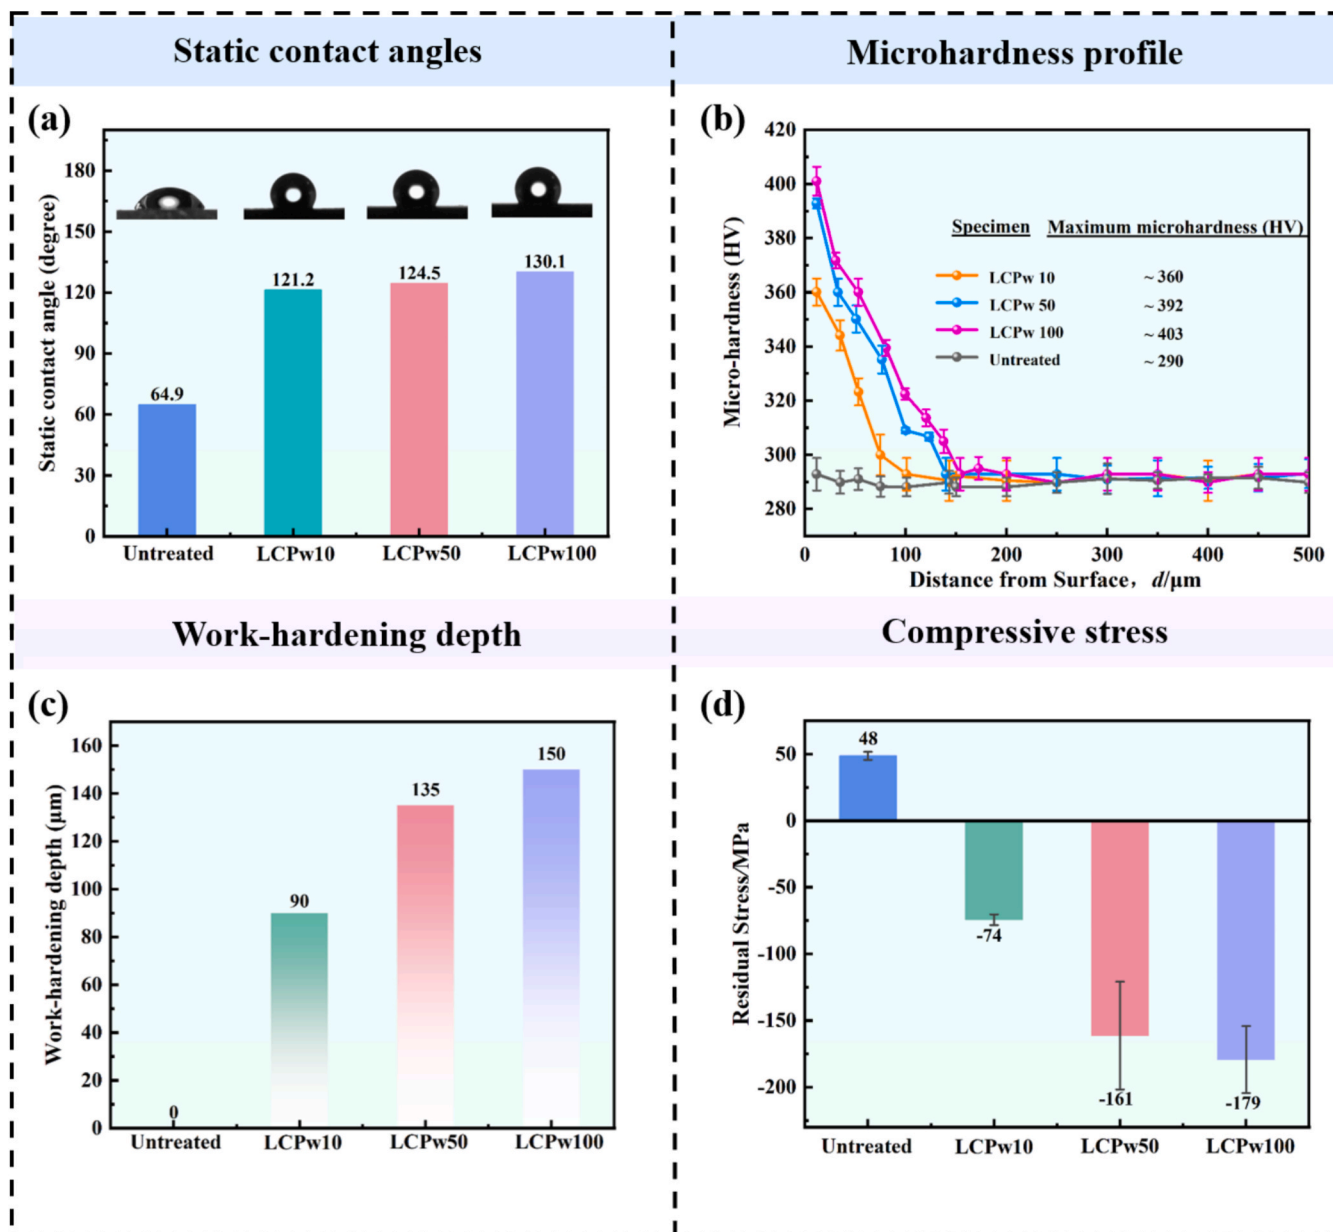 Static contact angles
Microhardness profile
(a)
Static contact angle (degree)
180
150
120
90
60
30
0
64.9
121.2
124.5
130.1
Untreated
LCPw10
LCPw50
LCPw100
(b)
Micro-hardness (HV)
420
400
380
360
340
320
300
280
Specimen Maximum microhardness (HV)
LCPw 10 ~ 360
LCPw 50 ~ 392
LCPw 100 ~ 403
Untreated ~ 290
0 100 200 300 400 500
Distance from Surface, d/μm
Work-hardening depth
Compressive stress
(c)
Work-hardening depth (μm)
160
140
120
100
80
60
40
20
0
0
90
135
150
Untreated
LCPw10
LCPw50
LCPw100
(d)
Residual Stress/MPa
50
0
-50
-100
-150
-200
48
-74
-161
-179
Untreated
LCPw10
LCPw50
LCPw100